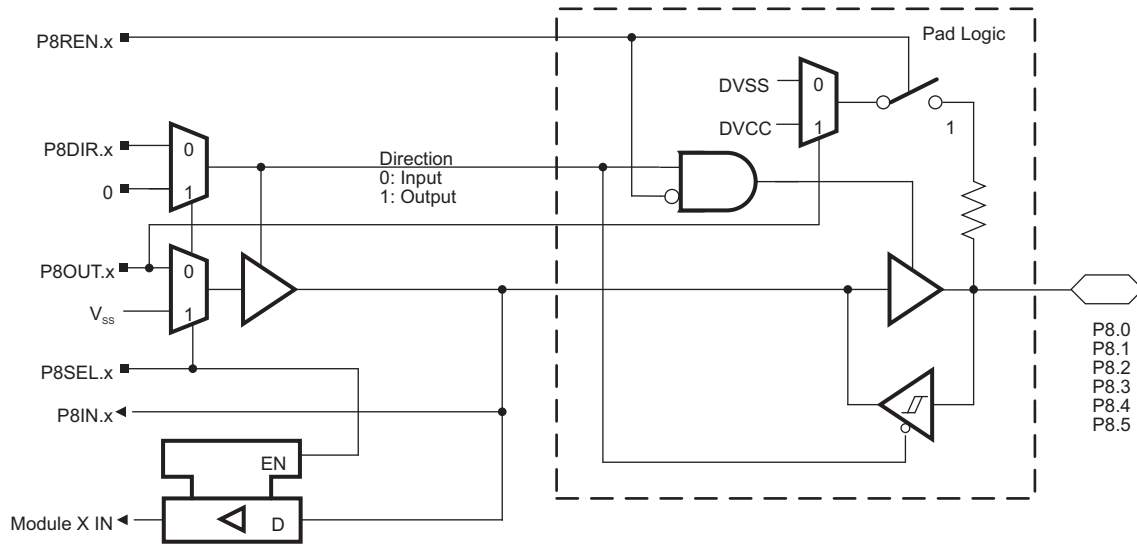 P8REN.x
Pad Logic
DVSS
0
DVCC
1
1
P8DIR.x
0
0
1
Direction
0: Input
1: Output
P8OUT.x
0
VSS
1
P8SEL.x
P8IN.x
EN
Module X IN
D
P8.0
P8.1
P8.2
P8.3
P8.4
P8.5